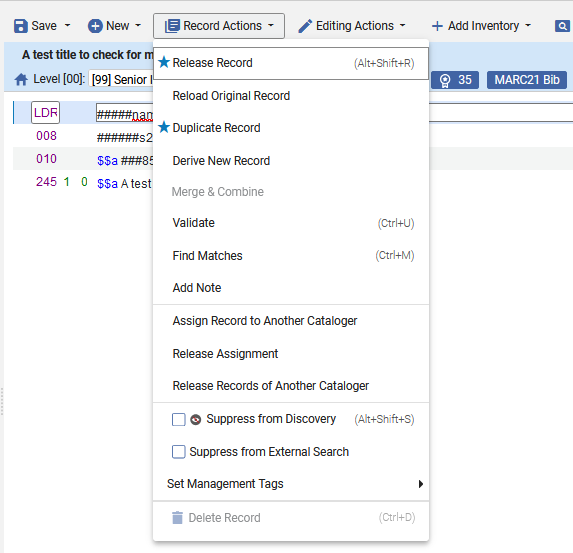 Save New Record Actions Editing Actions Add Inventory
A test title to check for m
Level [00]: [99] Senior 35 MARC21 Bib
Release Record (Alt+Shift+R)
Reload Original Record
Duplicate Record
Derive New Record
Merge & Combine
Validate (Ctrl+U)
Find Matches (Ctrl+M)
Add Note
Assign Record to Another Cataloger
Release Assignment
Release Records of Another Cataloger
Suppress from Discovery (Alt+Shift+S)
Suppress from External Search
Set Management Tags
Delete Record (Ctrl+D)
LDR #####nam
008 ######s2
010 $$a ###85
245 1 0 $$a A test